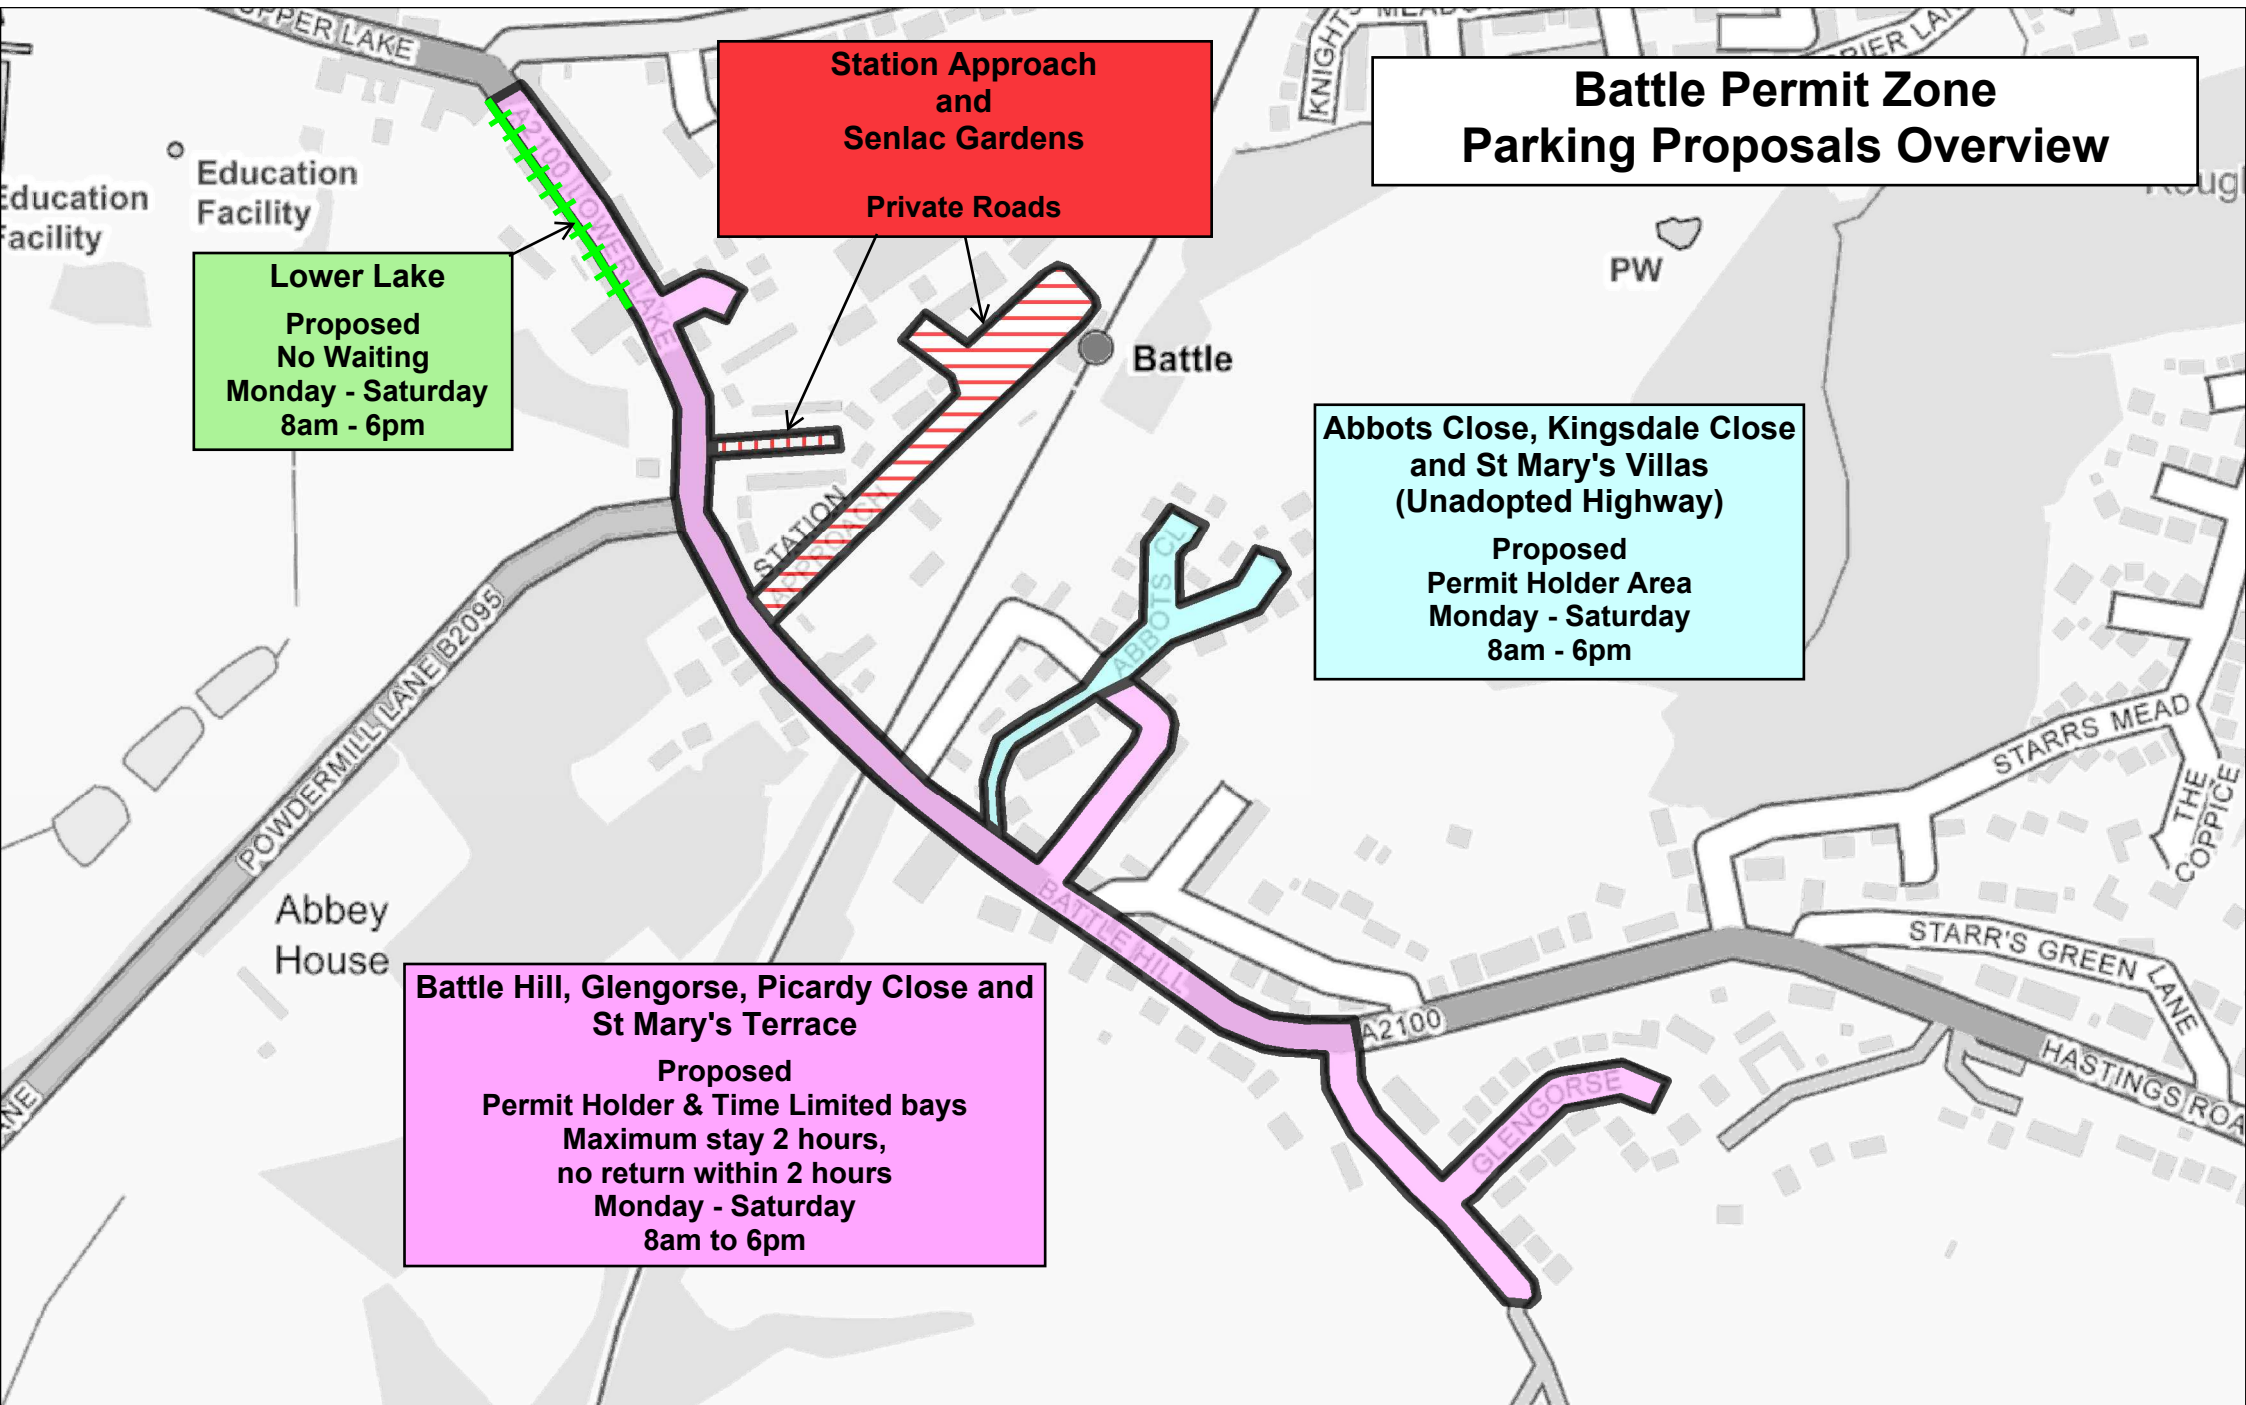 UPPER LAKE
KNIGHTS MEADOW
Station Approach
and
Senlac Gardens
Private Roads
Battle Permit Zone
Parking Proposals Overview
A2100 LOWER LAKE
Education
Facility
Education
Facility
Lower Lake
Proposed
No Waiting
Monday - Saturday
8am - 6pm
PW
Battle
Abbots Close, Kingsdale Close
and St Mary's Villas
(Unadopted Highway)
Proposed
Permit Holder Area
Monday - Saturday
8am - 6pm
STATION
APPROACH
ABBOTS CL
POWDERMILL LANE B2095
STARRS MEAD
THE
COPPICE
Abbey
House
BATTLE HILL
STARR'S GREEN LANE
A2100
HASTINGS ROA
GLENGORSE
Battle Hill, Glengorse, Picardy Close and
St Mary's Terrace
Proposed
Permit Holder & Time Limited bays
Maximum stay 2 hours,
no return within 2 hours
Monday - Saturday
8am to 6pm